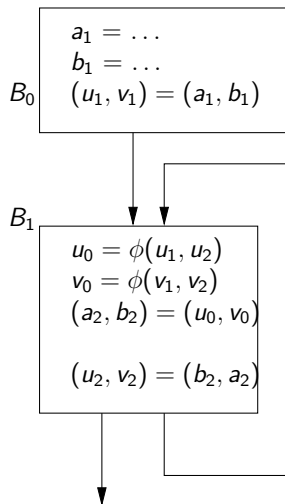 a₁ = ...
b₁ = ...
B₀ (u₁, v₁) = (a₁, b₁)
B₁
u₀ = ϕ(u₁, u₂)
v₀ = ϕ(v₁, v₂)
(a₂, b₂) = (u₀, v₀)
(u₂, v₂) = (b₂, a₂)